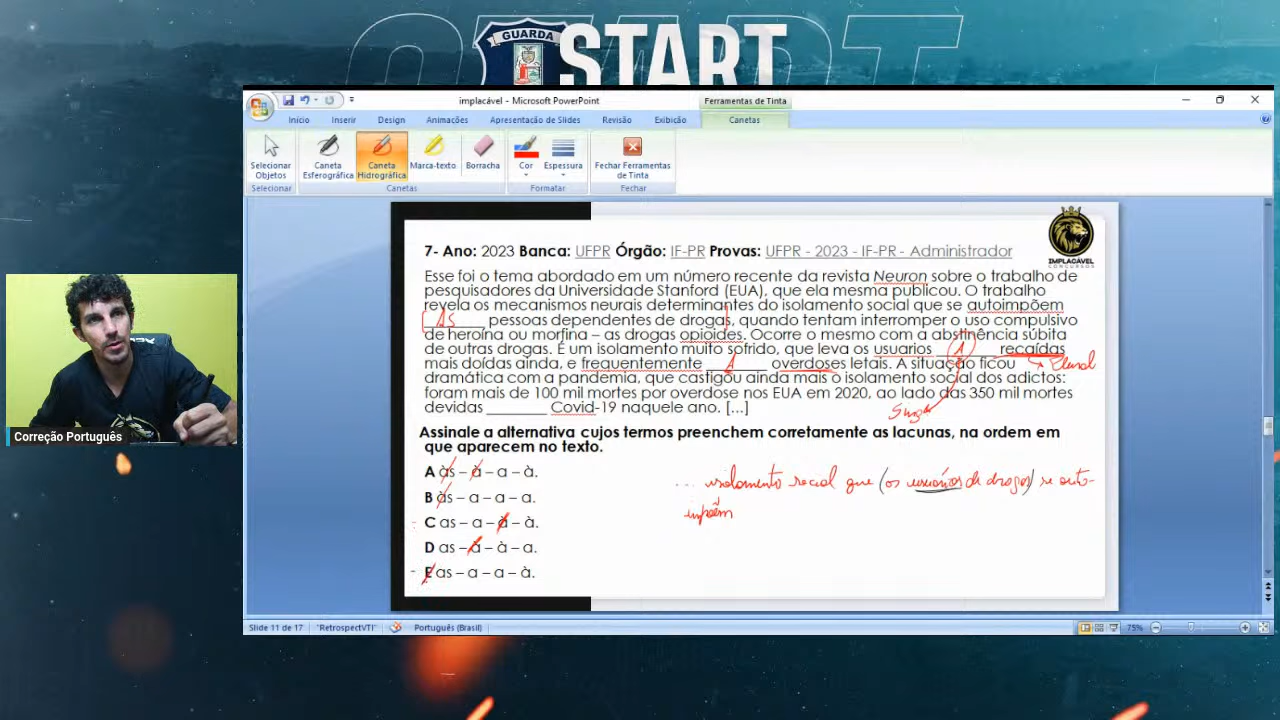 GUARDA
START
implacável - Microsoft PowerPoint
Ferramentas de Tinta
Início Inserir Design Animações Apresentação de Slides Revisão Exibição Canetas
Selecionar Objetos
Caneta Esferográfica
Caneta Hidrográfica
Marca-texto
Borracha
Cor
Espessura
Fechar Ferramentas de Tinta
Selecionar Canetas Formatar Fechar
IMPLACÁVEL
CONCURSOS
7- Ano: 2023 Banca: UFPR Órgão: IF-PR Provas: UFPR - 2023 - IF-PR - Administrador
Esse foi o tema abordado em um número recente da revista Neuron sobre o trabalho de
pesquisadores da Universidade Stanford (EUA), que ela mesma publicou. O trabalho
revela os mecanismos neurais determinantes do isolamento social que se autoimpõem
AS pessoas dependentes de drogas, quando tentam interromper o uso compulsivo
de heroína ou morfina – as drogas opioides. Ocorre o mesmo com a abstinência súbita
de outras drogas. É um isolamento muito sofrido, que leva os usuarios A recaídas
mais doídas ainda, e frequentemente A overdoses letais. A situação ficou
Plural
dramática com a pandemia, que castigou ainda mais o isolamento social dos adictos:
foram mais de 100 mil mortes por overdose nos EUA em 2020, ao lado das 350 mil mortes
devidas _______ Covid-19 naquele ano. [...]
Assinale a alternativa cujos termos preenchem corretamente as lacunas, na ordem em
que aparecem no texto.
A às – à – a – à.
B às – a – a – a.
C as – a – à – à.
D as – à – à – a.
E as – a – a – à.
... isolamento social que (os usuários de drogas) se auto-
impõem
Correção Português
Slide 11 de 17 "RetrospectVTI" Português (Brasil) 75%